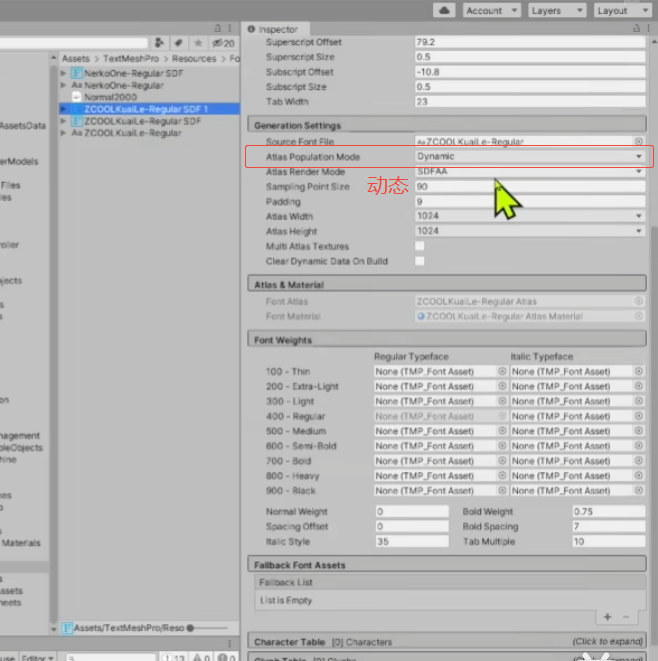 Account
Layers
Layout
Inspector
20
Assets
TextMeshPro
Resources
Fo
NerkoOne-Regular SDF
NerkoOne-Regular
Normal2000
ZCOOLKuaiLe-Regular SDF 1
ZCOOLKuaiLe-Regular SDF
ZCOOLKuaiLe-Regular
AssetsData
erModels
Files
les
oller
jects
on
nagement
leObjects
hine
es
Materials
ssets
heets
Assets/TextMeshPro/Reso
Editor
13
0
0
Superscript Offset 79.2
Superscript Size 0.5
Subscript Offset -10.8
Subscript Size 0.5
Tab Width 23
Generation Settings
Source Font File ZCOOLKuaiLe-Regular
Atlas Population Mode Dynamic
Atlas Render Mode SDFAA
Sampling Point Size 动态 90
Padding 9
Atlas Width 1024
Atlas Height 1024
Multi Atlas Textures
Clear Dynamic Data On Build
Atlas & Material
Font Atlas ZCOOLKuaiLe-Regular Atlas
Font Material ZCOOLKuaiLe-Regular Atlas Material
Font Weights
Regular Typeface Italic Typeface
100 - Thin None (TMP_Font Asset) None (TMP_Font Asset)
200 - Extra-Light None (TMP_Font Asset) None (TMP_Font Asset)
300 - Light None (TMP_Font Asset) None (TMP_Font Asset)
400 - Regular None (TMP_Font Asset) None (TMP_Font Asset)
500 - Medium None (TMP_Font Asset) None (TMP_Font Asset)
600 - Semi-Bold None (TMP_Font Asset) None (TMP_Font Asset)
700 - Bold None (TMP_Font Asset) None (TMP_Font Asset)
800 - Heavy None (TMP_Font Asset) None (TMP_Font Asset)
900 - Black None (TMP_Font Asset) None (TMP_Font Asset)
Normal Weight 0 Bold Weight 0.75
Spacing Offset 0 Bold Spacing 7
Italic Style 35 Tab Multiple 10
Fallback Font Assets
Fallback List
List is Empty
Character Table [0] Characters (Click to expand)